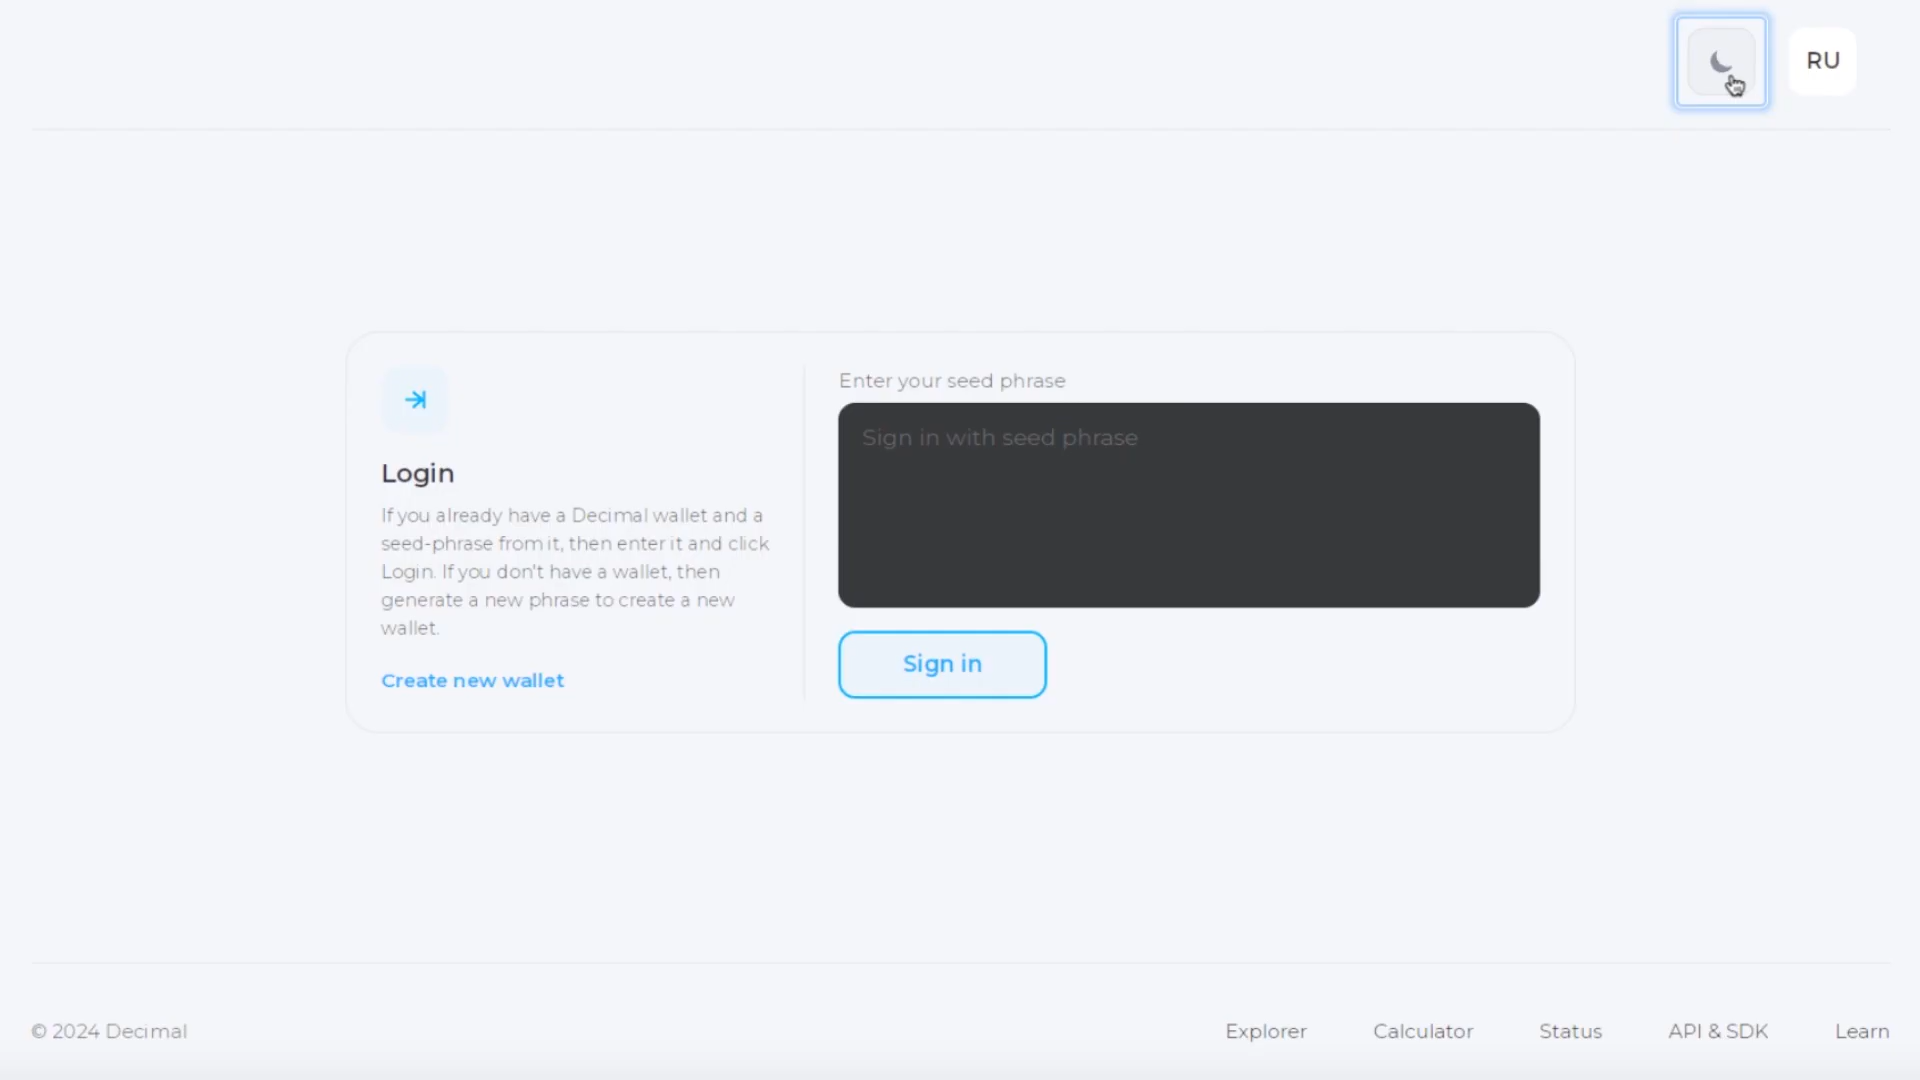 RU
Login
If you already have a Decimal wallet and a
seed-phrase from it, then enter it and click
Login. If you don't have a wallet, then
generate a new phrase to create a new
wallet.
Create new wallet
Enter your seed phrase
Sign in with seed phrase
Sign in
© 2024 Decimal
Explorer
Calculator
Status
API & SDK
Learn